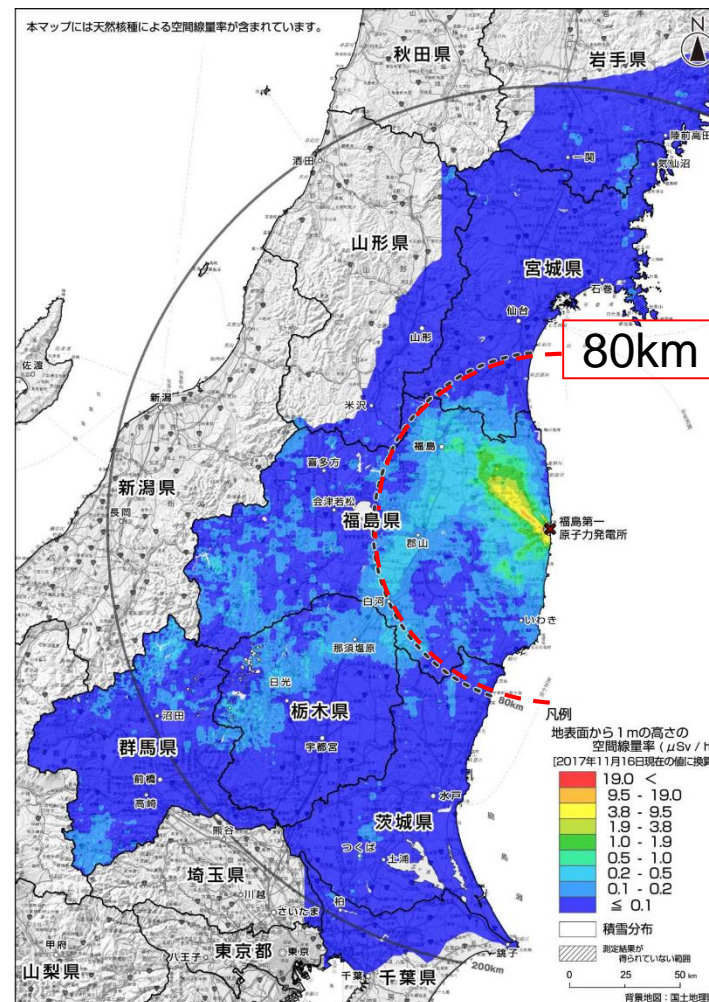 本マップには天然核種による空間線量率が含まれています。
N
秋田県
岩手県
陸前高田
一関
気仙沼
酒田
山形県
宮城県
石巻
仙台
山形
80km
佐渡
新潟
米沢
福島
喜多方
新潟県
会津若松
長岡
福島県
福島第一
原子力発電所
郡山
白河
いわき
那須塩原
日光
80km
沼田
栃木県
群馬県
宇都宮
前橋
高崎
水戸
茨城県
熊谷
つくば
土浦
埼玉県
川越
柏
さいたま
甲府
東京都
八王子
東京
銚子
200km
山梨県
千葉
千葉県
凡例
地表面から1mの高さの
空間線量率 (μSv / h
[2017年11月16日現在の値に換算
19.0 <
9.5 - 19.0
3.8 - 9.5
1.9 - 3.8
1.0 - 1.9
0.5 - 1.0
0.2 - 0.5
0.1 - 0.2
≦ 0.1
積雪分布
測定結果が
得られていない範囲
0 25 50 km
背景地図：国土地理院